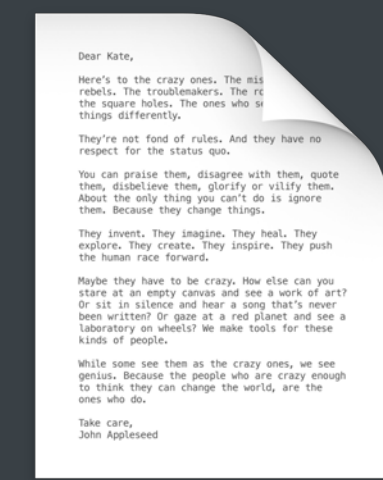 Dear Kate,
Here's to the crazy ones. The
rebels. The troublemakers. The
the square holes. The ones who
things differently.
They're not fond of rules. And they have no
respect for the status quo.
You can praise them, disagree with them, quote
them, disbelieve them, glorify or vilify them.
About the only thing you can't do is ignore
them. Because they change things.
They invent. They imagine. They heal. They
explore. They create. They inspire. They push
the human race forward.
Maybe they have to be crazy. How else can you
stare at an empty canvas and see a work of art?
Or sit in silence and hear a song that's never
been written? Or gaze at a red planet and see a
laboratory on wheels? We make tools for these
kinds of people.
While some see them as the crazy ones, we see
genius. Because the people who are crazy enough
to think they can change the world, are the
ones who do.
Take care,
John Appleseed